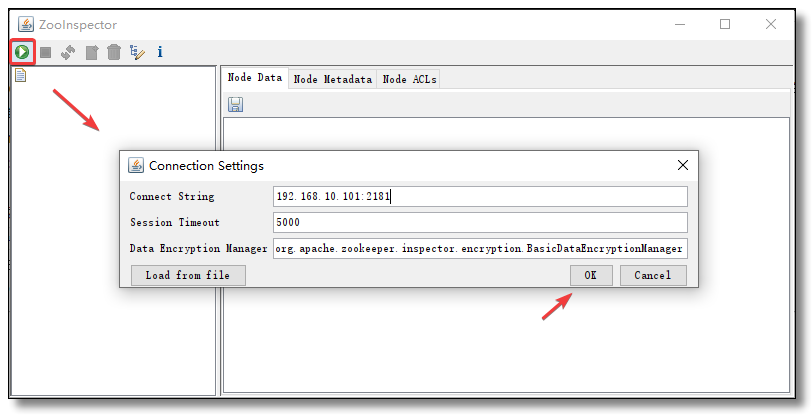 ZooInspector
Node Data Node Metadata Node ACLs
Connection Settings
Connect String 192.168.10.101:2181
Session Timeout 5000
Data Encryption Manager org.apache.zookeeper.inspector.encryption.BasicDataEncryptionManager
Load from file OK Cancel